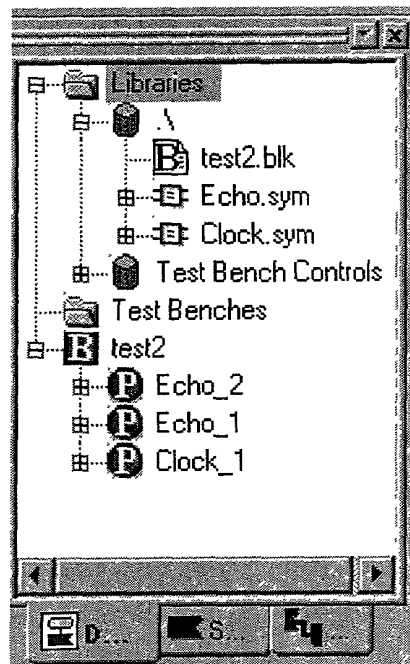 Libraries
.\
test2.blk
Echo.sym
Clock.sym
Test Bench Controls
Test Benches
B test2
P Echo_2
P Echo_1
P Clock_1
D... S... ...